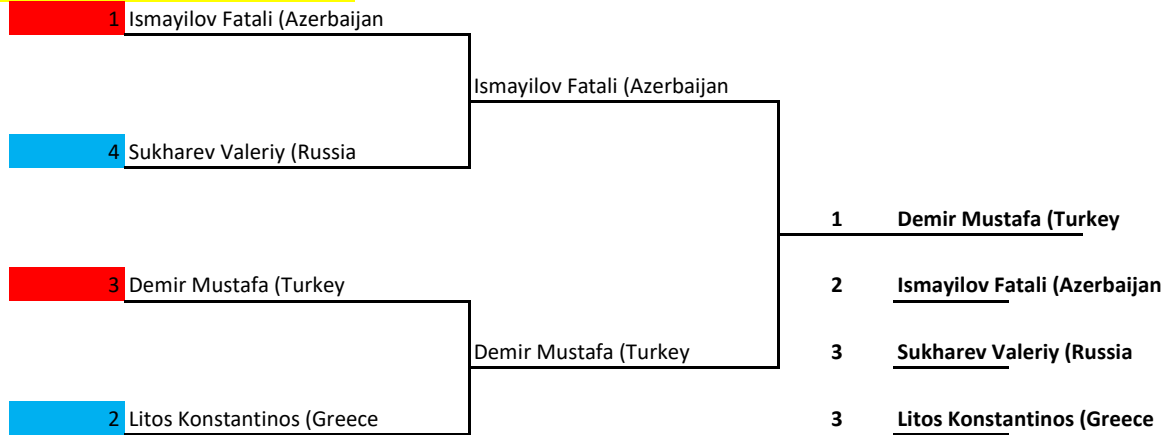 1 Ismayilov Fatali (Azerbaijan
Ismayilov Fatali (Azerbaijan
4 Sukharev Valeriy (Russia
1 Demir Mustafa (Turkey
3 Demir Mustafa (Turkey
2 Ismayilov Fatali (Azerbaijan
Demir Mustafa (Turkey
3 Sukharev Valeriy (Russia
2 Litos Konstantinos (Greece
3 Litos Konstantinos (Greece